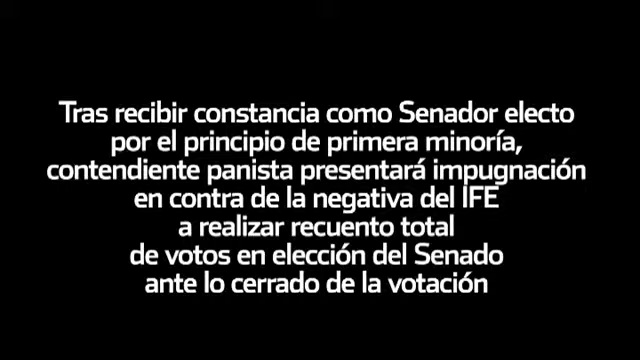 Tras recibir constancia como Senador electo
por el principio de primera minoría,
contendiente panista presentará impugnación
en contra de la negativa del IFE
a realizar recuento total
de votos en elección del Senado
ante lo cerrado de la votación